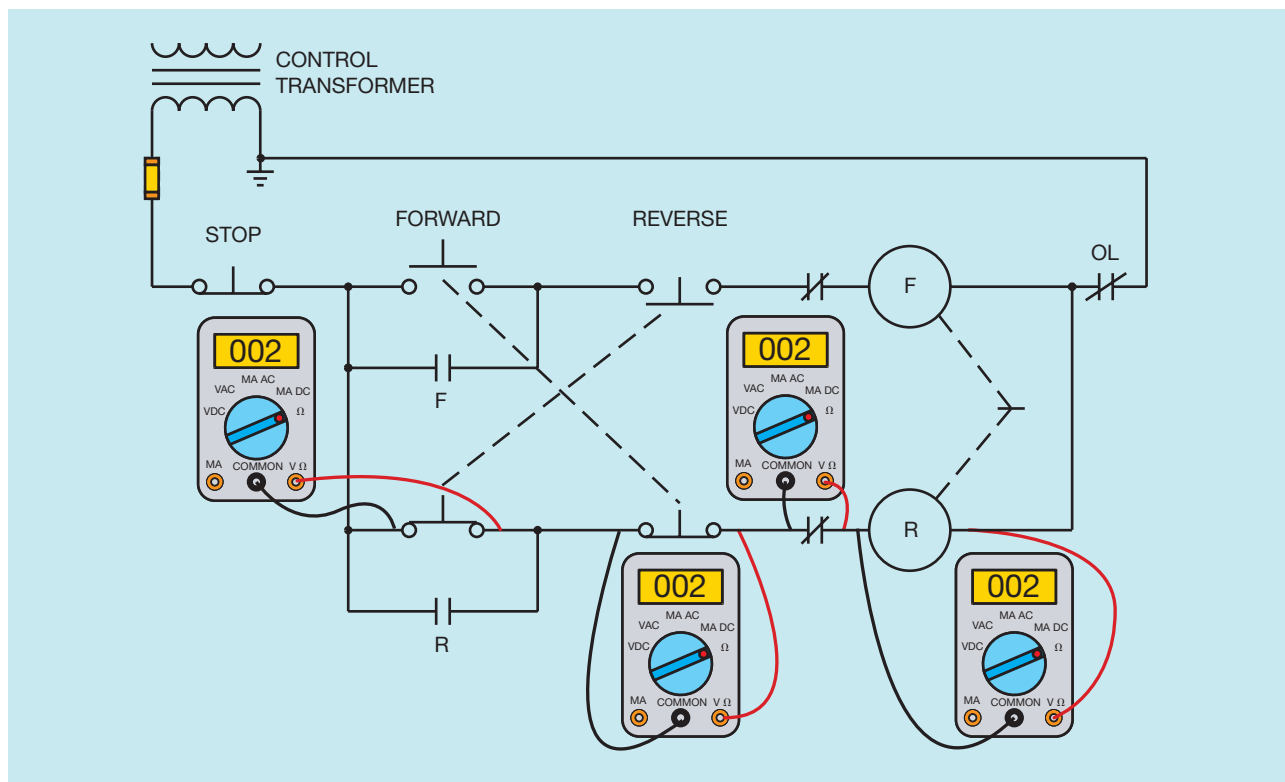 CONTROL
TRANSFORMER
STOP
FORWARD
REVERSE
OL
F
F
002
MA AC
VAC
MA DC
VDC
Ω
MA
COMMON
V Ω
002
MA AC
VAC
MA DC
VDC
Ω
MA
COMMON
V Ω
R
R
002
MA AC
VAC
MA DC
VDC
Ω
MA
COMMON
V Ω
002
MA AC
VAC
MA DC
VDC
Ω
MA
COMMON
V Ω